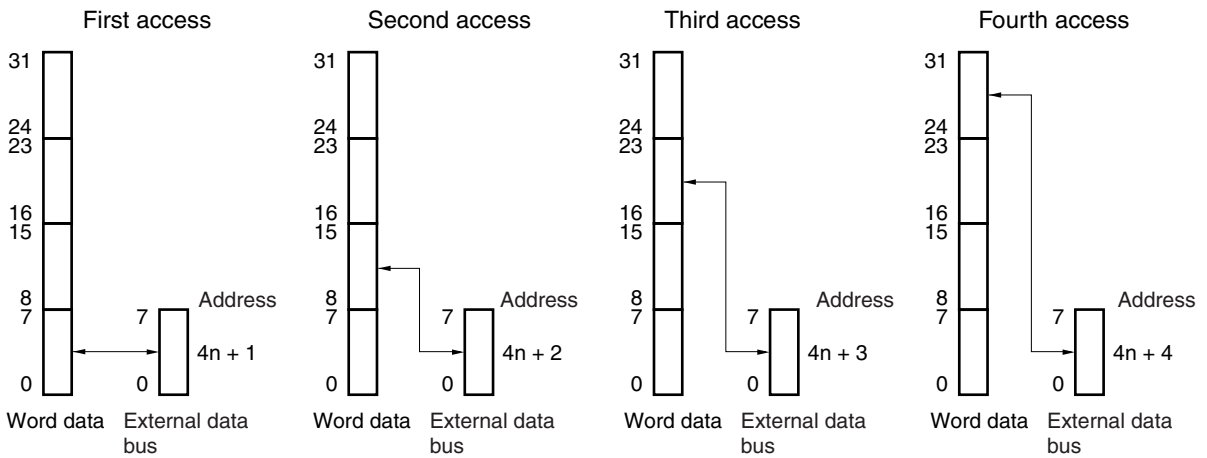 First access
Second access
Third access
Fourth access
31
31
31
31
24
24
24
24
23
23
23
23
16
16
16
16
15
15
15
15
8
Address
8
Address
8
Address
8
Address
7
7
7
7
7
7
7
7
4n + 1
4n + 2
4n + 3
4n + 4
0
0
0
0
0
0
0
0
Word data
External data
bus
Word data
External data
bus
Word data
External data
bus
Word data
External data
bus